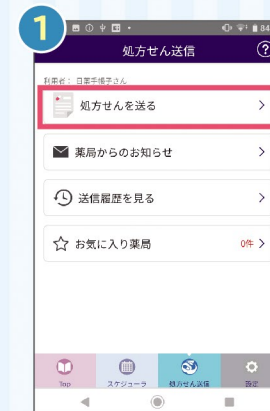 1
84
処方せん送信 ?
利用者： 日薬手帳子さん
処方せんを送る
薬局からのお知らせ
送信履歴を見る
お気に入り薬局 0件
Top スケジューラ 処方せん送信 設定